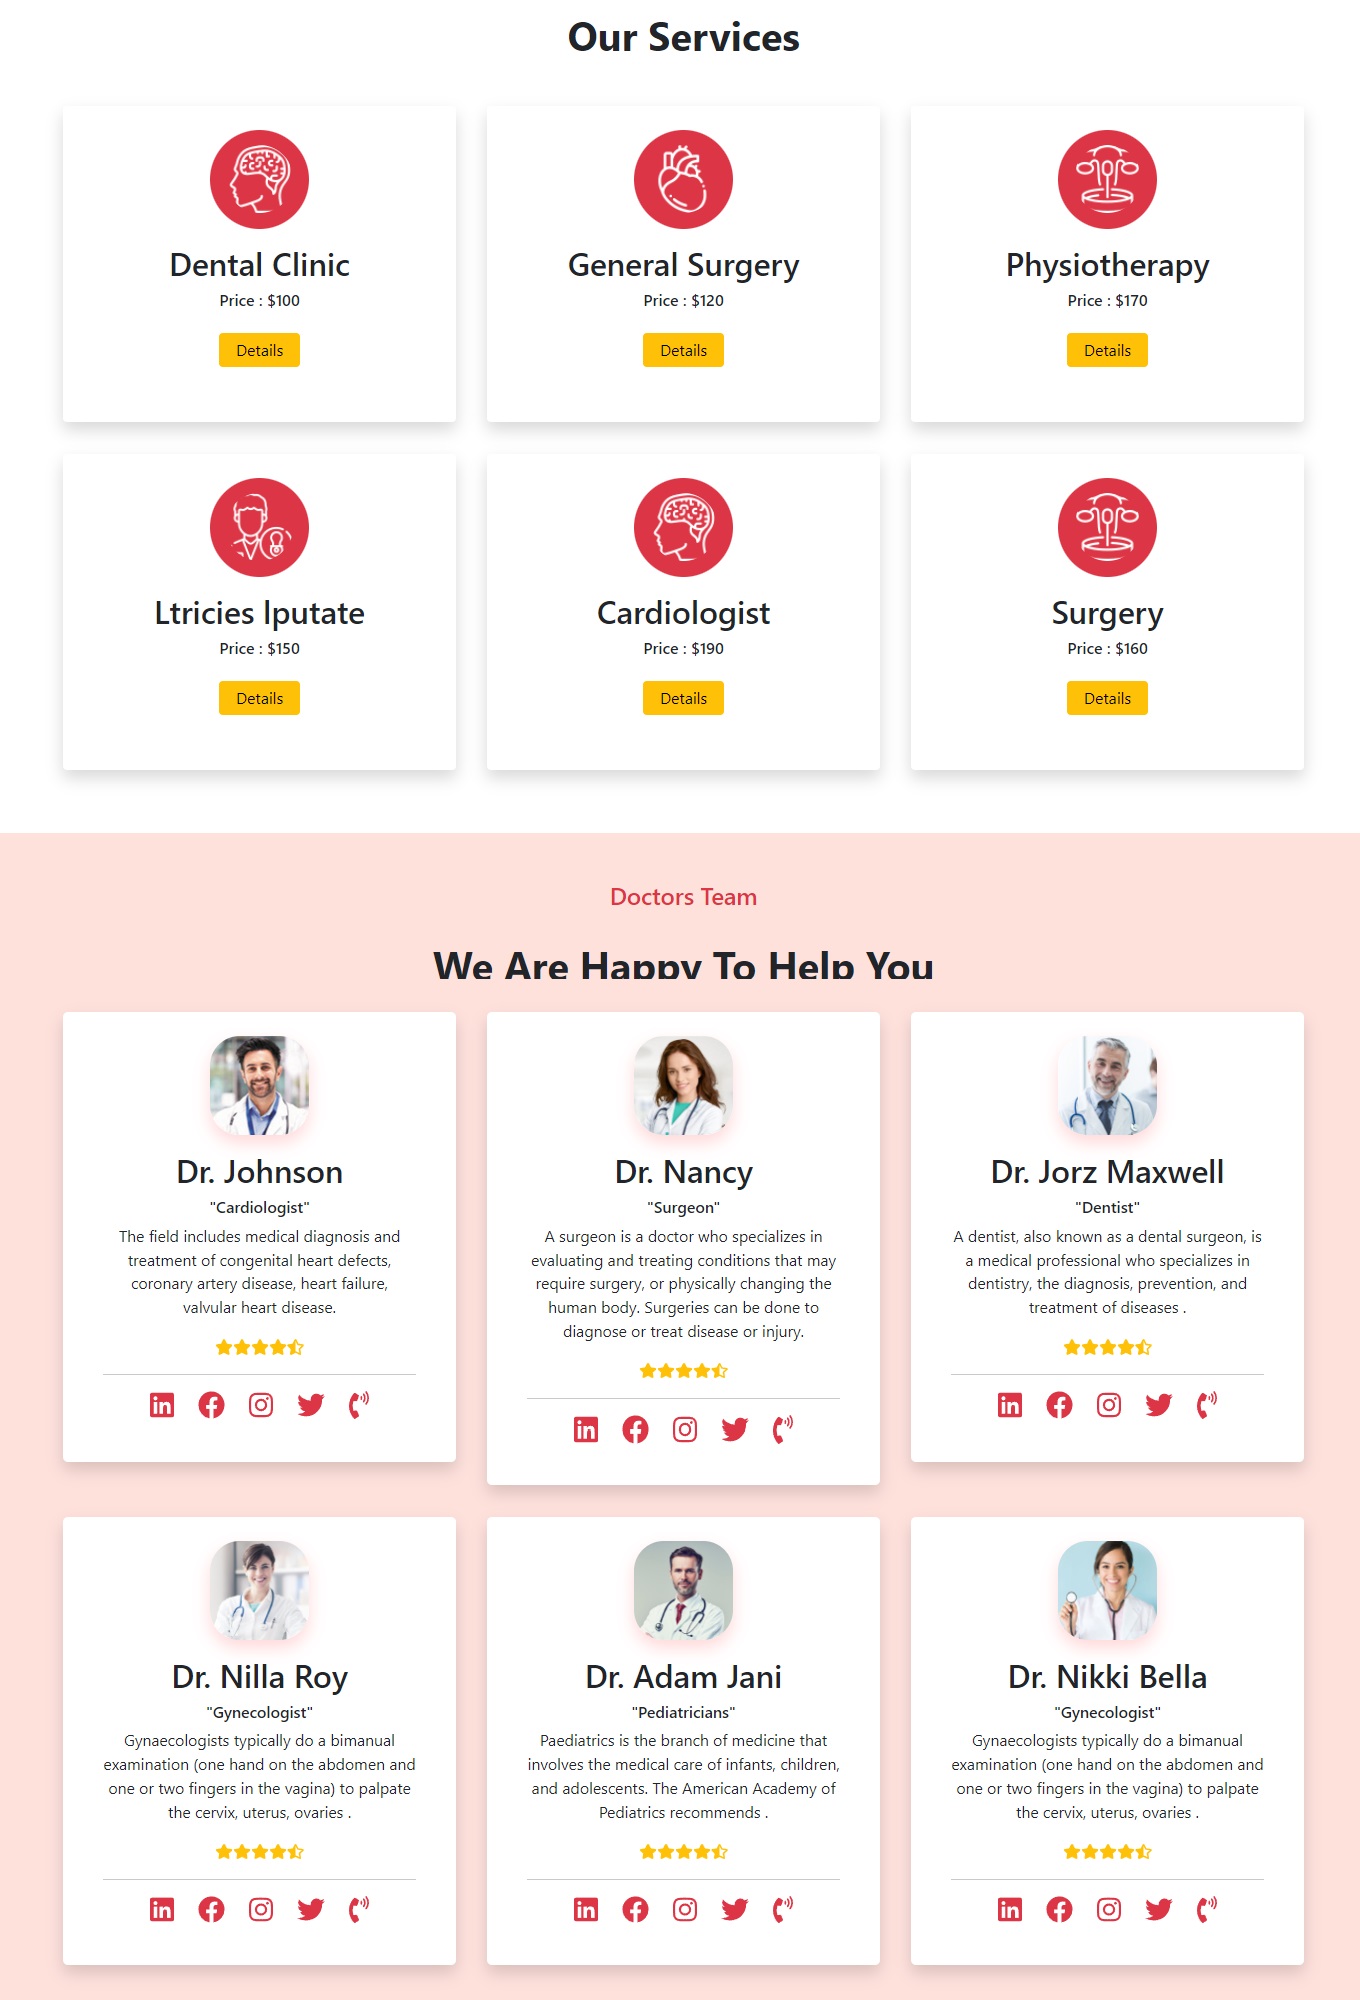 Our Services
Dental Clinic
Price : $100
Details
General Surgery
Price : $120
Details
Physiotherapy
Price : $170
Details
Ltricies lputate
Price : $150
Details
Cardiologist
Price : $190
Details
Surgery
Price : $160
Details
Doctors Team
We Are Happy To Help You
Dr. Johnson
"Cardiologist"
The field includes medical diagnosis and
treatment of congenital heart defects,
coronary artery disease, heart failure,
valvular heart disease.
Dr. Nancy
"Surgeon"
A surgeon is a doctor who specializes in
evaluating and treating conditions that may
require surgery, or physically changing the
human body. Surgeries can be done to
diagnose or treat disease or injury.
Dr. Jorz Maxwell
"Dentist"
A dentist, also known as a dental surgeon, is
a medical professional who specializes in
dentistry, the diagnosis, prevention, and
treatment of diseases .
Dr. Nilla Roy
"Gynecologist"
Gynaecologists typically do a bimanual
examination (one hand on the abdomen and
one or two fingers in the vagina) to palpate
the cervix, uterus, ovaries .
Dr. Adam Jani
"Pediatricians"
Paediatrics is the branch of medicine that
involves the medical care of infants, children,
and adolescents. The American Academy of
Pediatrics recommends .
Dr. Nikki Bella
"Gynecologist"
Gynaecologists typically do a bimanual
examination (one hand on the abdomen and
one or two fingers in the vagina) to palpate
the cervix, uterus, ovaries .